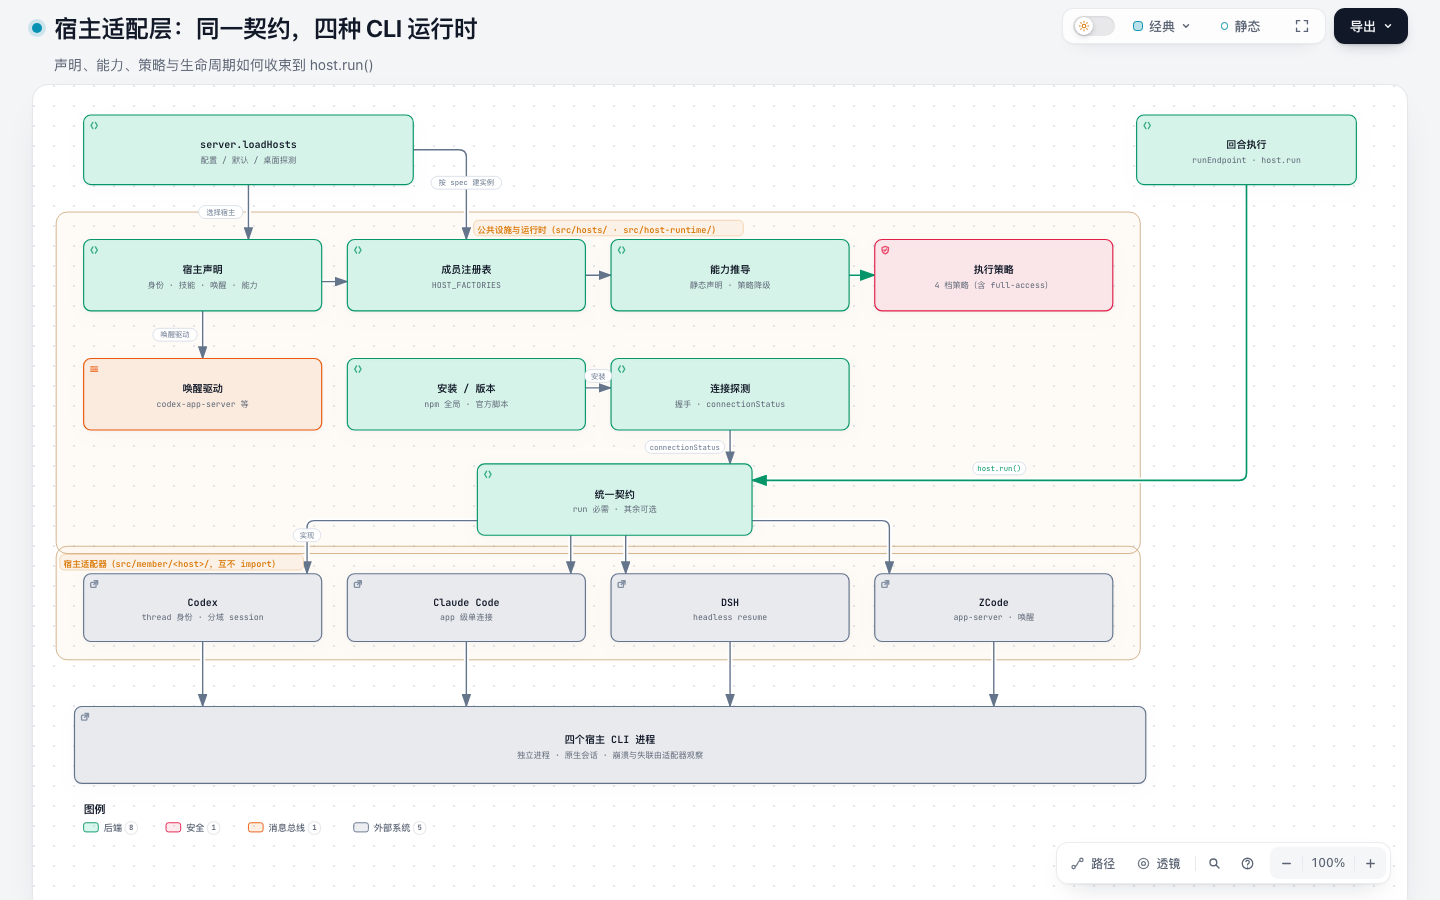 宿主适配层：同一契约，四种 CLI 运行时
声明、能力、策略与生命周期如何收束到 host.run()
经典
静态
导出
server.loadHosts
配置 / 默认 / 桌面探测
回合执行
runEndpoint · host.run
按 spec 建实例
选择宿主
公共设施与运行时 (src/hosts/ · src/host-runtime/)
宿主声明
身份 · 技能 · 唤醒 · 能力
成员注册表
HOST_FACTORIES
能力推导
静态声明 · 策略降级
执行策略
4 档策略 (含 full-access)
唤醒驱动
唤醒驱动
codex-app-server 等
安装 / 版本
npm 全局 · 官方脚本
安装
连接探测
握手 · connectionStatus
connectionStatus
host.run()
统一契约
run 必需 · 其余可选
实现
宿主适配器 (src/member/<host>/, 互不 import)
Codex
thread 身份 · 分域 session
Claude Code
app 级单连接
DSH
headless resume
ZCode
app-server · 唤醒
四个宿主 CLI 进程
独立进程 · 原生会话 · 崩溃与失联由适配器观察
图例
后端 8
安全 1
消息总线 1
外部系统 5
路径
透镜
100%